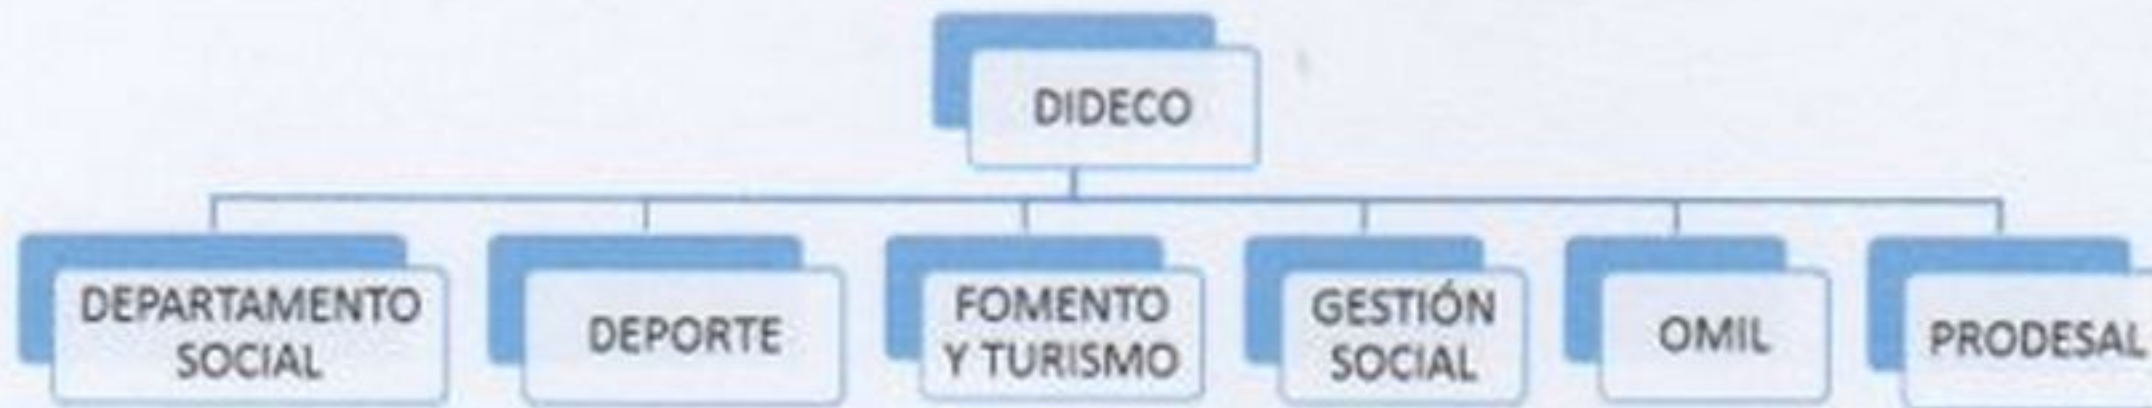 DIDECO
DEPARTAMENTO
SOCIAL
DEPORTE
FOMENTO
Y TURISMO
GESTIÓN
SOCIAL
OMIL
PRODESAL